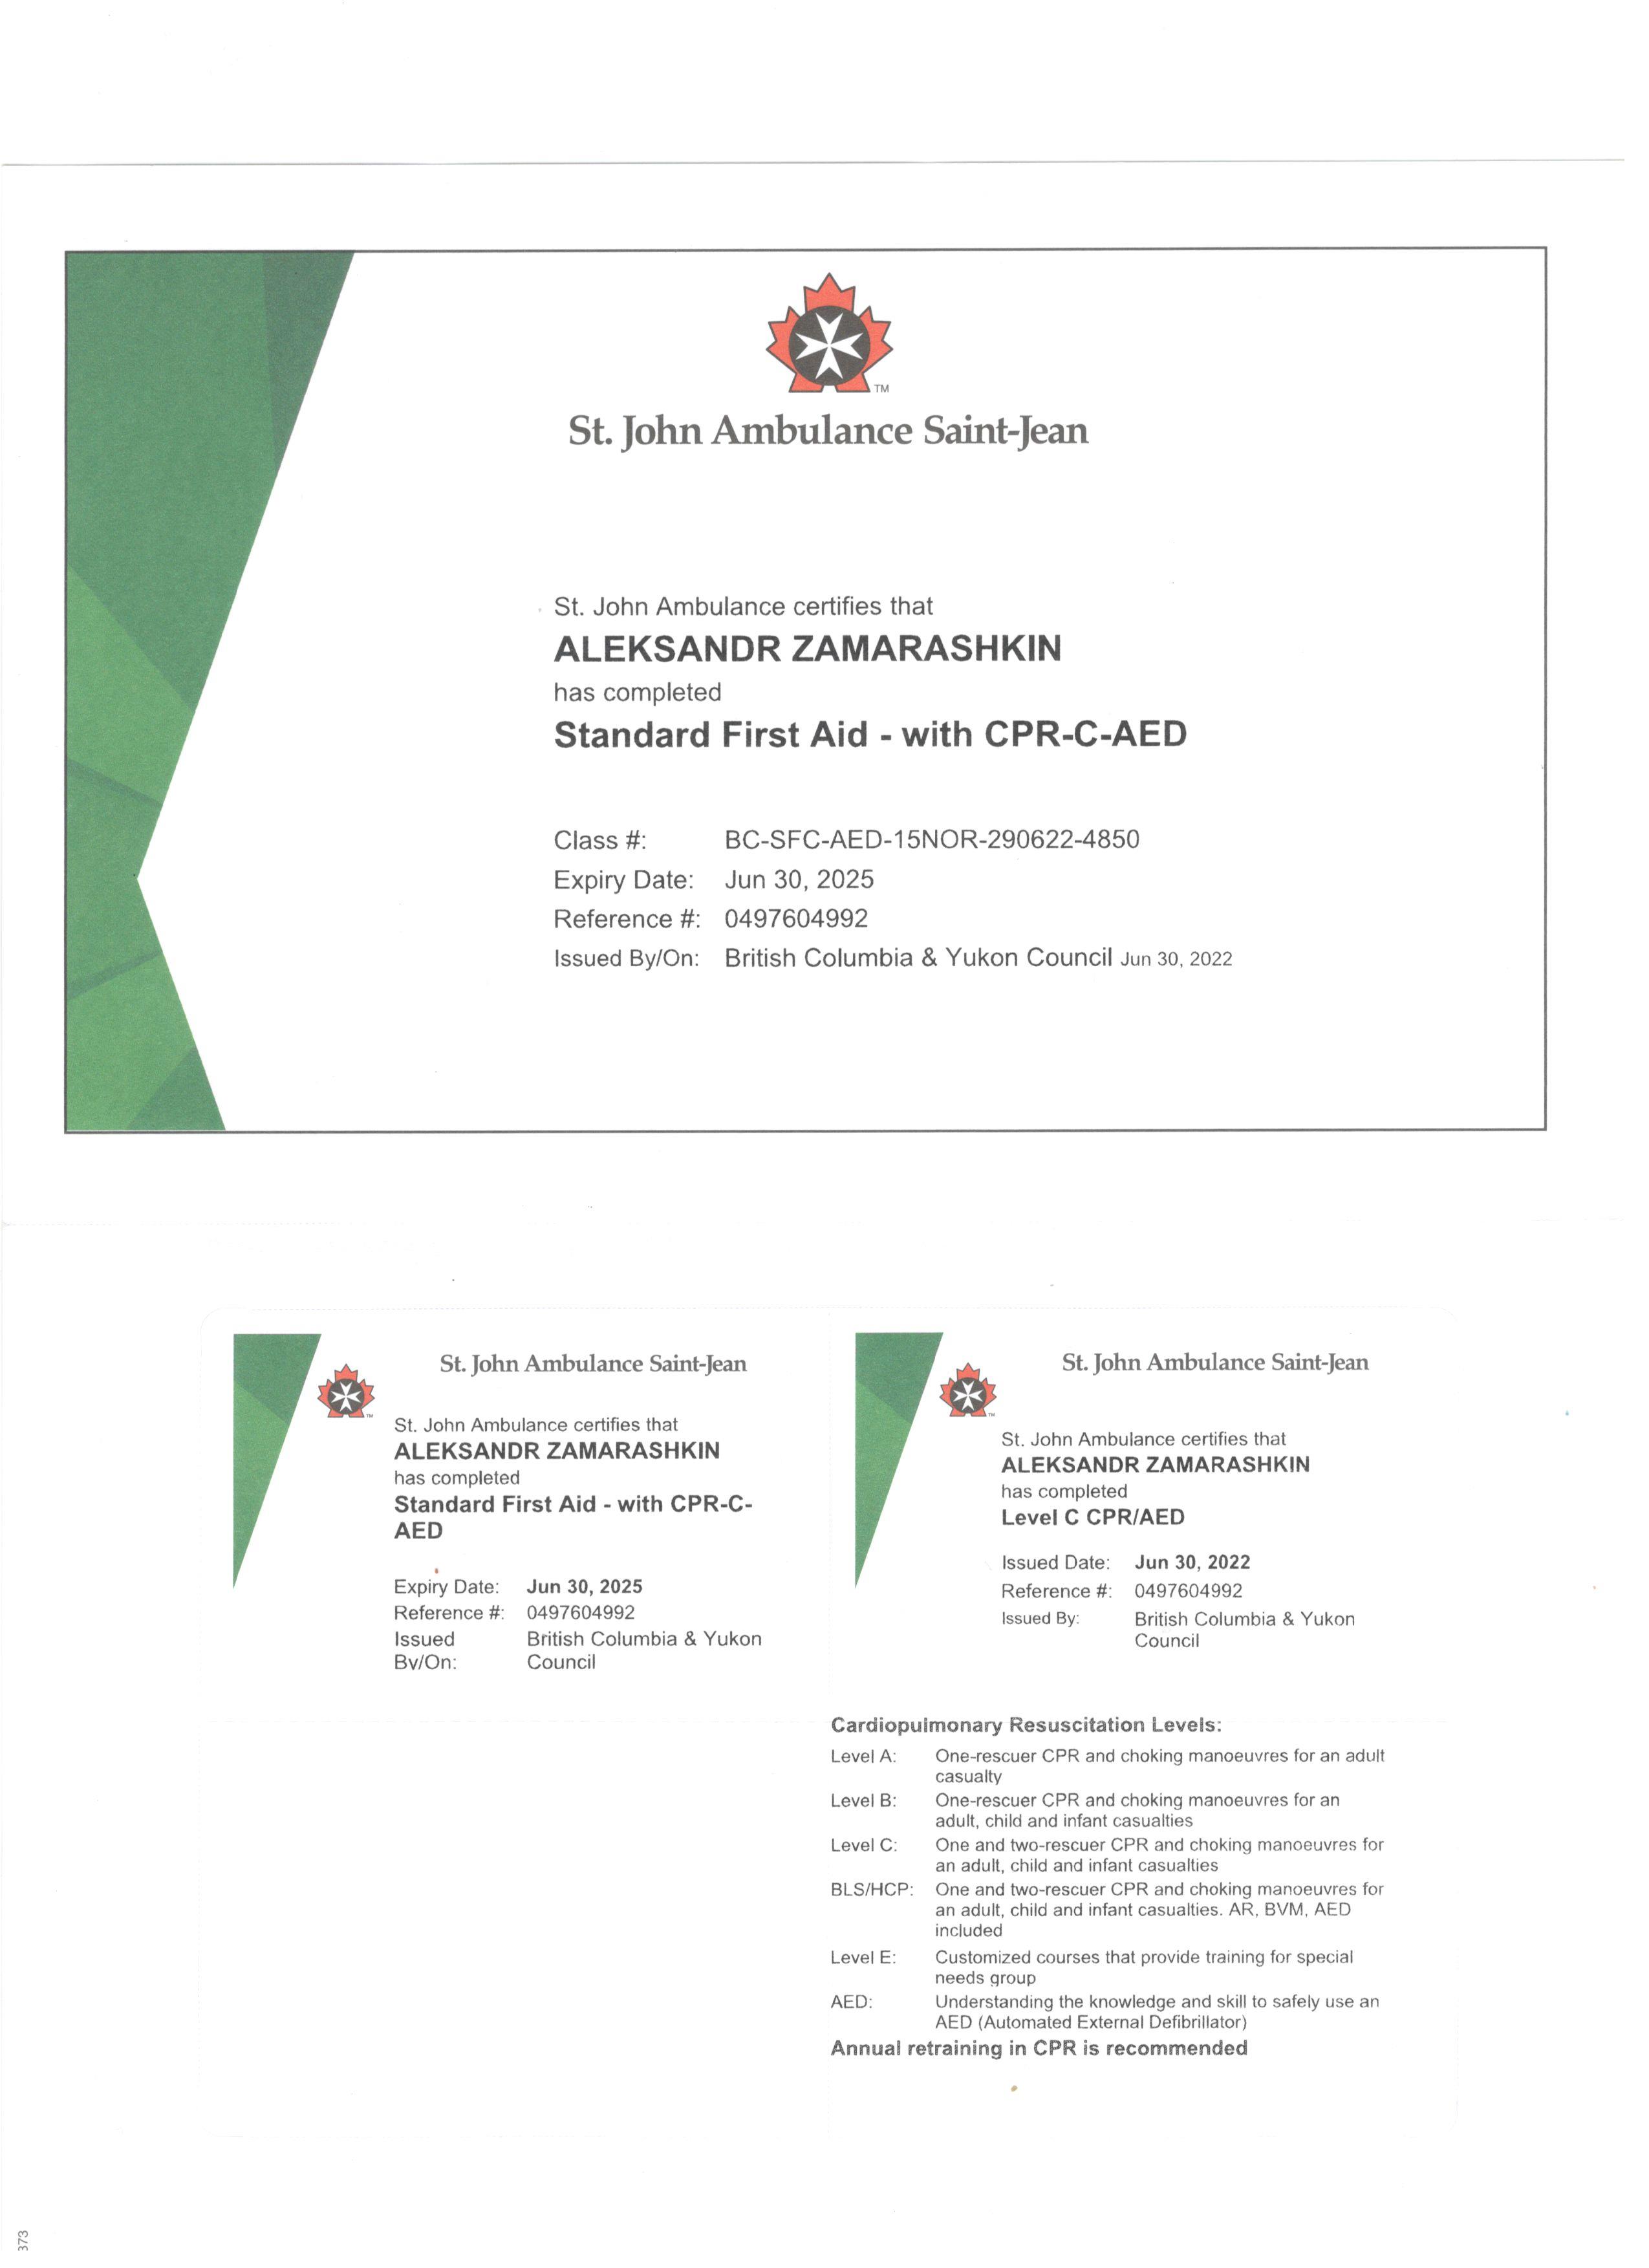 TM
St. John Ambulance Saint-Jean
St. John Ambulance certifies that
ALEKSANDR ZAMARASHKIN
has completed
Standard First Aid - with CPR-C-AED
Class #: BC-SFC-AED-15NOR-290622-4850
Expiry Date: Jun 30, 2025
Reference #: 0497604992
Issued By/On: British Columbia & Yukon Council Jun 30, 2022
St. John Ambulance Saint-Jean
TM
St. John Ambulance certifies that
ALEKSANDR ZAMARASHKIN
has completed
Standard First Aid - with CPR-C-
AED
Expiry Date: Jun 30, 2025
Reference #: 0497604992
Issued British Columbia & Yukon
By/On: Council
St. John Ambulance Saint-Jean
TM
St. John Ambulance certifies that
ALEKSANDR ZAMARASHKIN
has completed
Level C CPR/AED
Issued Date: Jun 30, 2022
Reference #: 0497604992
Issued By: British Columbia & Yukon
Council
Cardiopulmonary Resuscitation Levels:
Level A: One-rescuer CPR and choking manoeuvres for an adult
casualty
Level B: One-rescuer CPR and choking manoeuvres for an
adult, child and infant casualties
Level C: One and two-rescuer CPR and choking manoeuvres for
an adult, child and infant casualties
BLS/HCP: One and two-rescuer CPR and choking manoeuvres for
an adult, child and infant casualties. AR, BVM, AED
included
Level E: Customized courses that provide training for special
needs group
AED: Understanding the knowledge and skill to safely use an
AED (Automated External Defibrillator)
Annual retraining in CPR is recommended